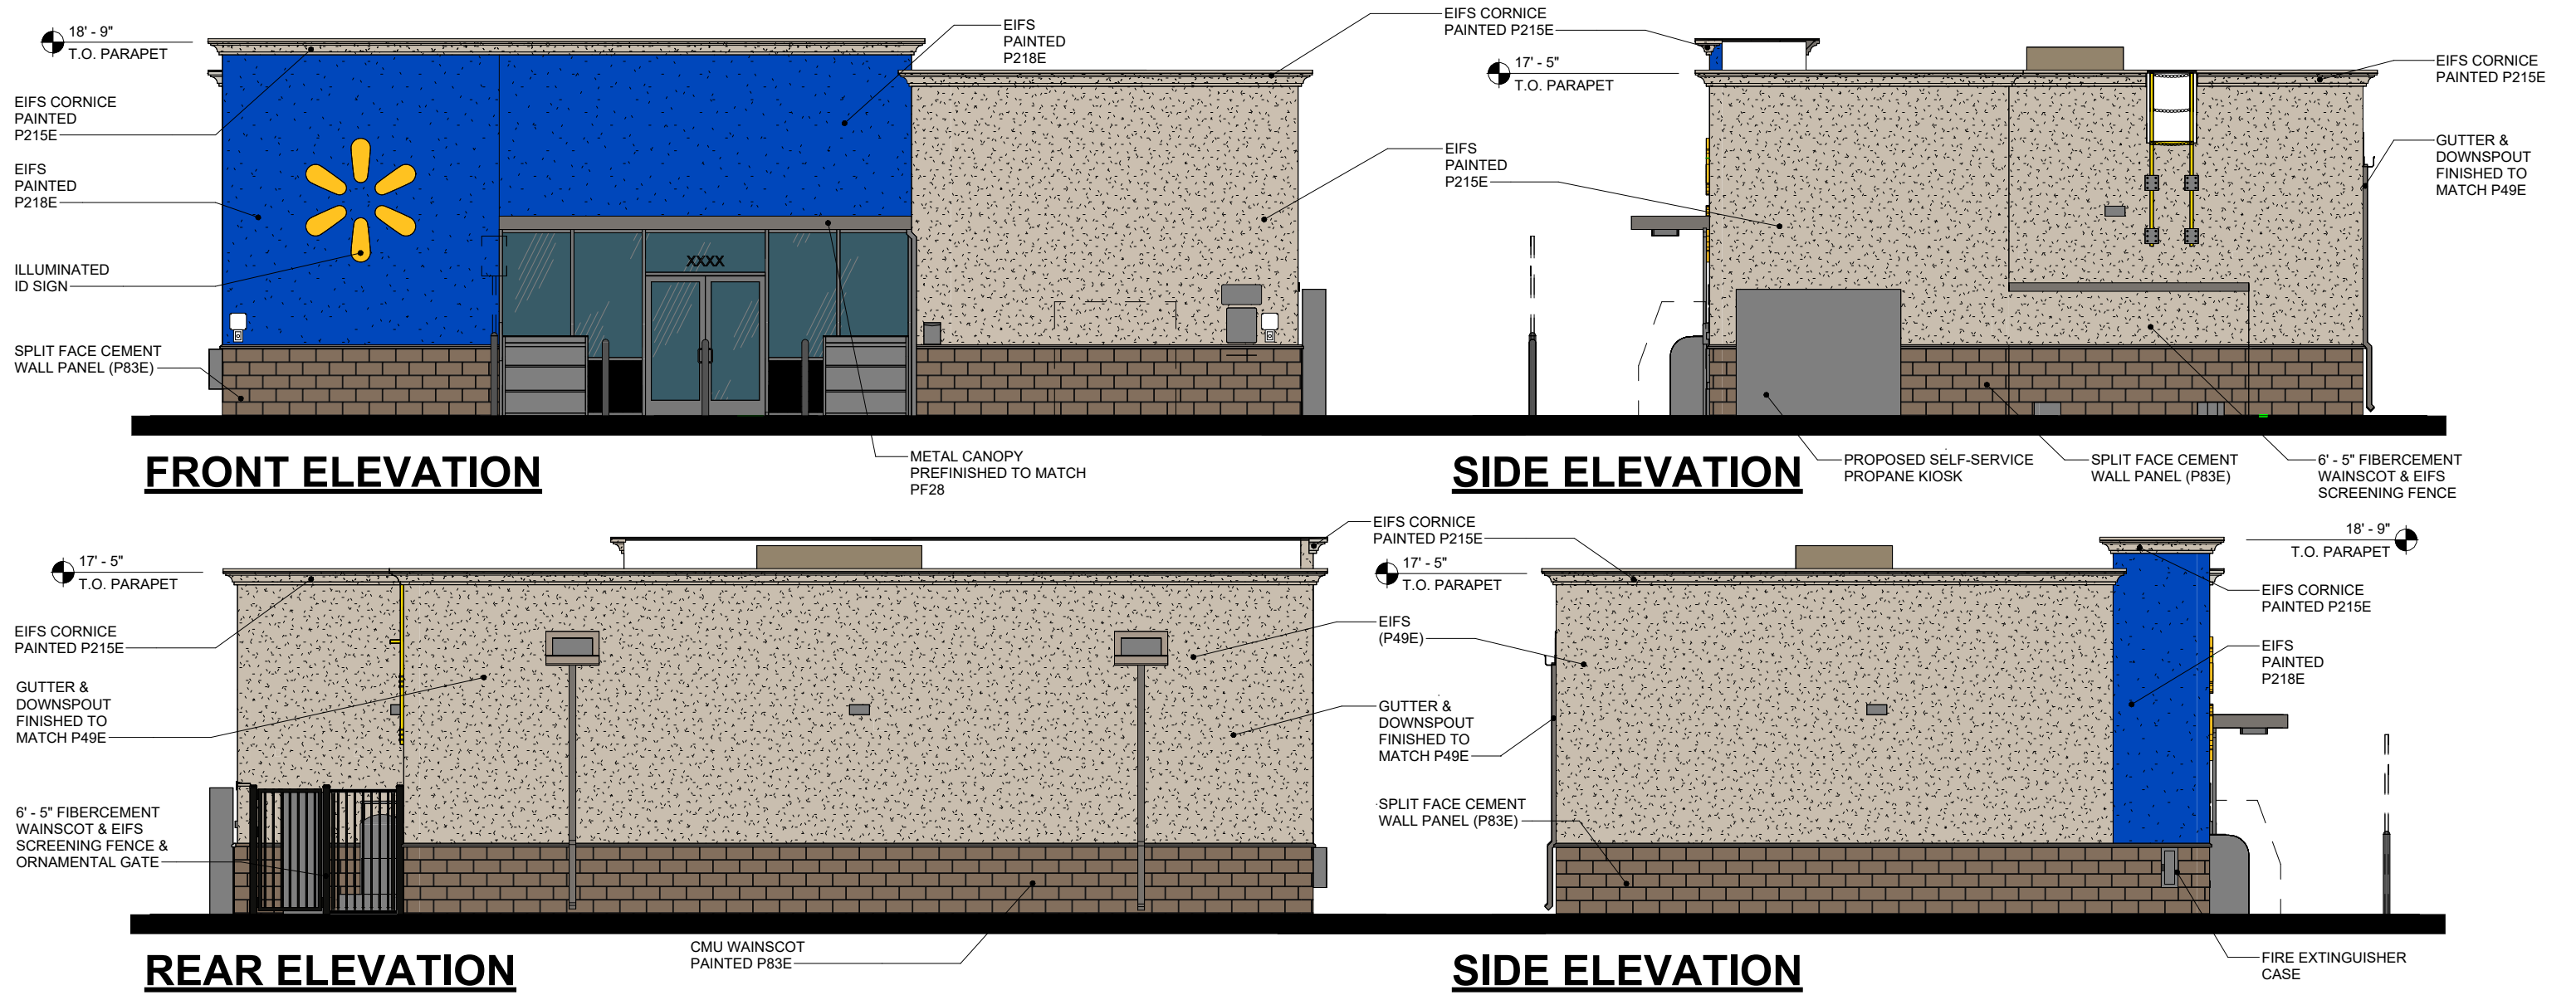 18' - 9"
T.O. PARAPET
EIFS CORNICE
PAINTED
P215E
EIFS
PAINTED
P218E
ILLUMINATED
ID SIGN
SPLIT FACE CEMENT
WALL PANEL (P83E)
EIFS
PAINTED
P218E
XXXX
METAL CANOPY
PREFINISHED TO MATCH
PF28
FRONT ELEVATION
EIFS CORNICE
PAINTED P215E
17' - 5"
T.O. PARAPET
EIFS
PAINTED
P215E
EIFS CORNICE
PAINTED P215E
GUTTER &
DOWNSPOUT
FINISHED TO
MATCH P49E
SIDE ELEVATION
PROPOSED SELF-SERVICE
PROPANE KIOSK
SPLIT FACE CEMENT
WALL PANEL (P83E)
6' - 5" FIBERCEMENT
WAINSCOT & EIFS
SCREENING FENCE
17' - 5"
T.O. PARAPET
EIFS CORNICE
PAINTED P215E
GUTTER &
DOWNSPOUT
FINISHED TO
MATCH P49E
6' - 5" FIBERCEMENT
WAINSCOT & EIFS
SCREENING FENCE &
ORNAMENTAL GATE
REAR ELEVATION
CMU WAINSCOT
PAINTED P83E
EIFS CORNICE
PAINTED P215E
17' - 5"
T.O. PARAPET
EIFS
(P49E)
GUTTER &
DOWNSPOUT
FINISHED TO
MATCH P49E
SPLIT FACE CEMENT
WALL PANEL (P83E)
18' - 9"
T.O. PARAPET
EIFS CORNICE
PAINTED P215E
EIFS
PAINTED
P218E
SIDE ELEVATION
FIRE EXTINGUISHER
CASE